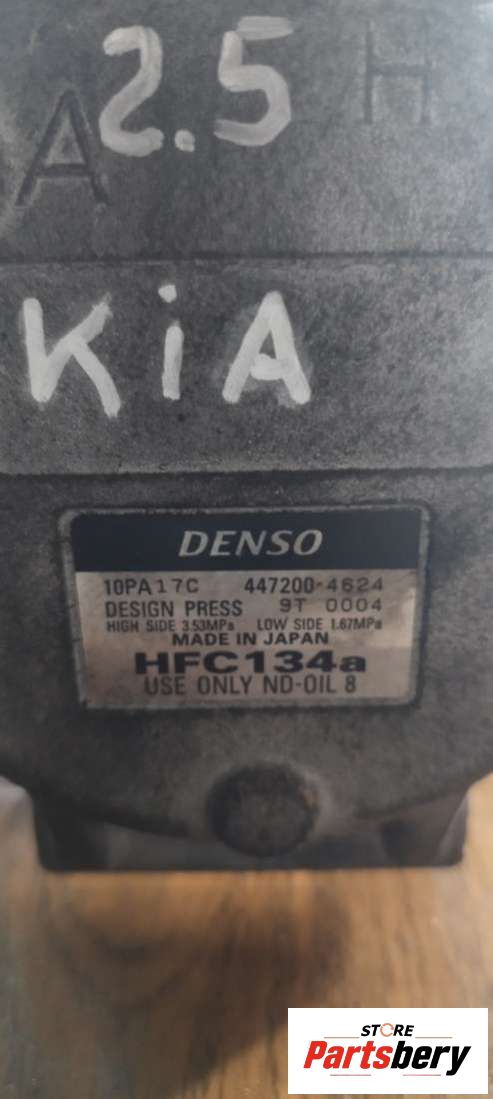 2.5
A H
KiA
DENSO
10PA17C 447200-4624
DESIGN PRESS 9T 0004
HIGH SIDE 3.53MPa LOW SIDE 1.67MPa
MADE IN JAPAN
HFC134a
USE ONLY ND-OIL 8
STORE
Partsbery